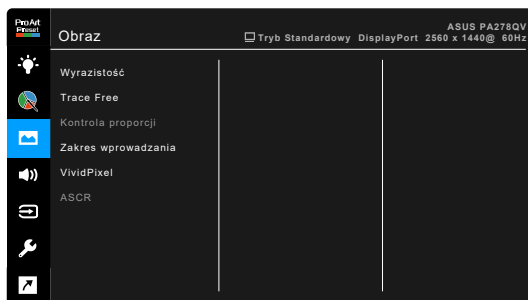 ProArt
Preset
Obraz
ASUS PA278QV
Tryb Standardowy DisplayPort 2560 x 1440@ 60Hz
Wyrazistość
Trace Free
Kontrola proporcji
Zakres wprowadzania
VividPixel
ASCR